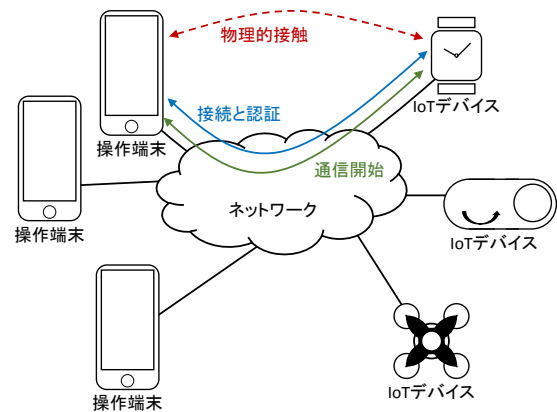 物理的接触
IoTデバイス
接続と認証
操作端末
通信開始
ネットワーク
操作端末
IoTデバイス
操作端末
IoTデバイス